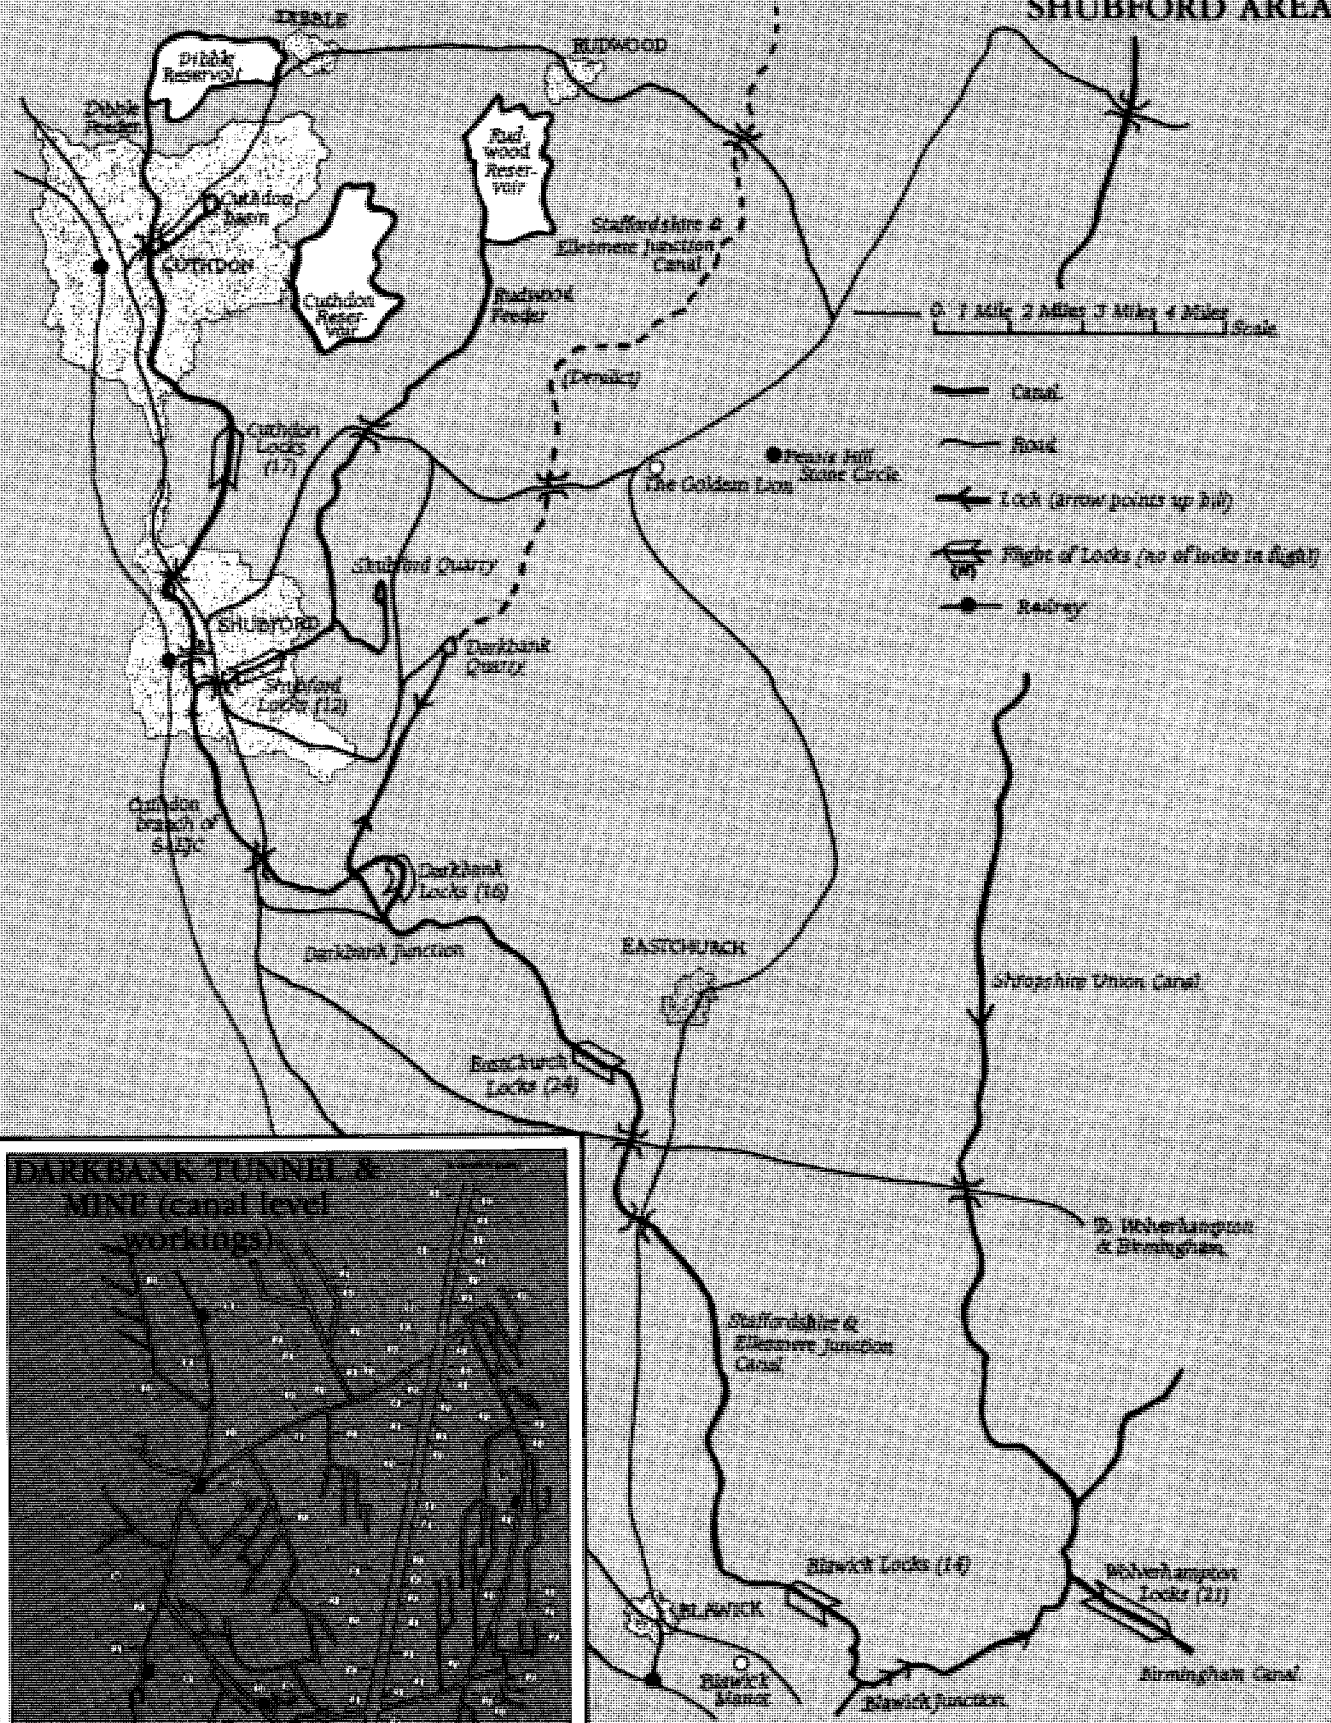 SHUBFORD AREA
DIBBLE
Dibble
Reservoir
RUDWOOD
Dibble
Feeder
Rud-
wood
Reser-
voir
Cuthdon
Basin
CUTHDON
Staffordshire &
Ellesmere Junction
Canal
Cuthdon
Reser-
voir
Rudwood
Feeder
0 1 Mile 2 Miles 3 Miles 4 Miles
Scale
(Derelict)
Canal
Road
Lock (arrow points up hill)
Flight of Locks (no of locks in flight)
Cuthdon
Locks
(17)
Stone Circle
The Golden Lion
Shubford Quarry
SHUBFORD
Darkbank
Quarry
Shubford
Locks (12)
Cuthdon
branch of
S&EJC
Darkbank
Locks (16)
Darkbank Junction
EASTCHURCH
Shropshire Union Canal
Eastchurch
Locks (24)
DARKBANK TUNNEL &
MINE (canal level
workings)
To Wolverhampton
& Birmingham
Staffordshire &
Ellesmere Junction
Canal
Blawick Locks (14)
Wolverhampton
Locks (21)
BLAWICK
Blawick
Manor
Blawick Junction
Birmingham Canal